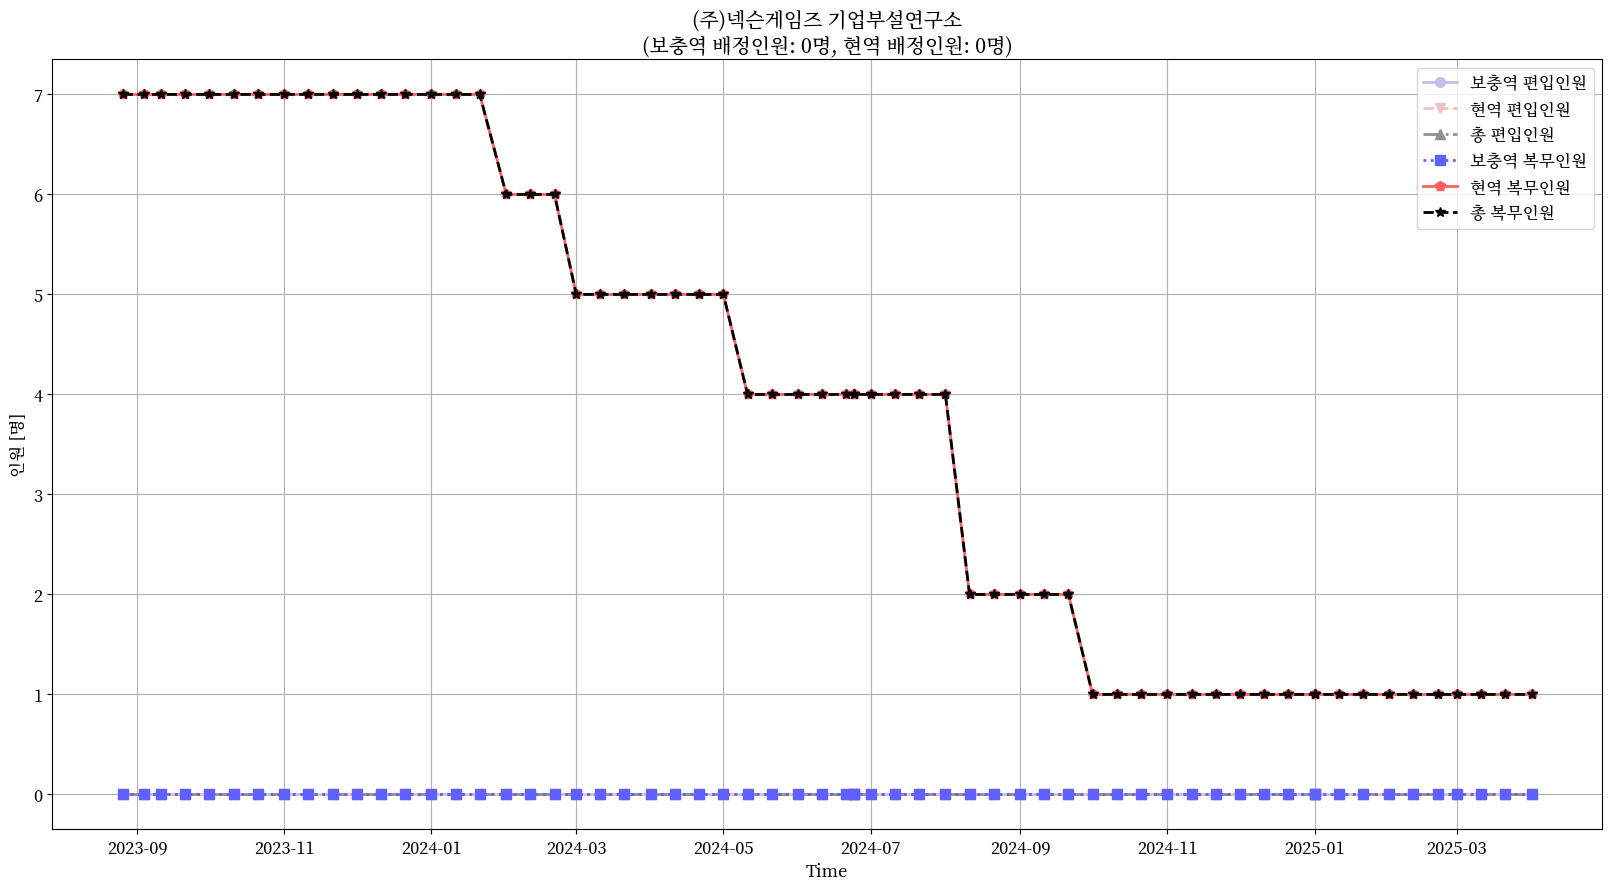 (주)넥슨게임즈 기업부설연구소
(보충역 배정인원: 0명, 현역 배정인원: 0명)
보충역 편입인원
현역 편입인원
총 편입인원
보충역 복무인원
현역 복무인원
총 복무인원
인원 [명]
7
6
5
4
3
2
1
0
2023-09 2023-11 2024-01 2024-03 2024-05 2024-07 2024-09 2024-11 2025-01 2025-03
Time